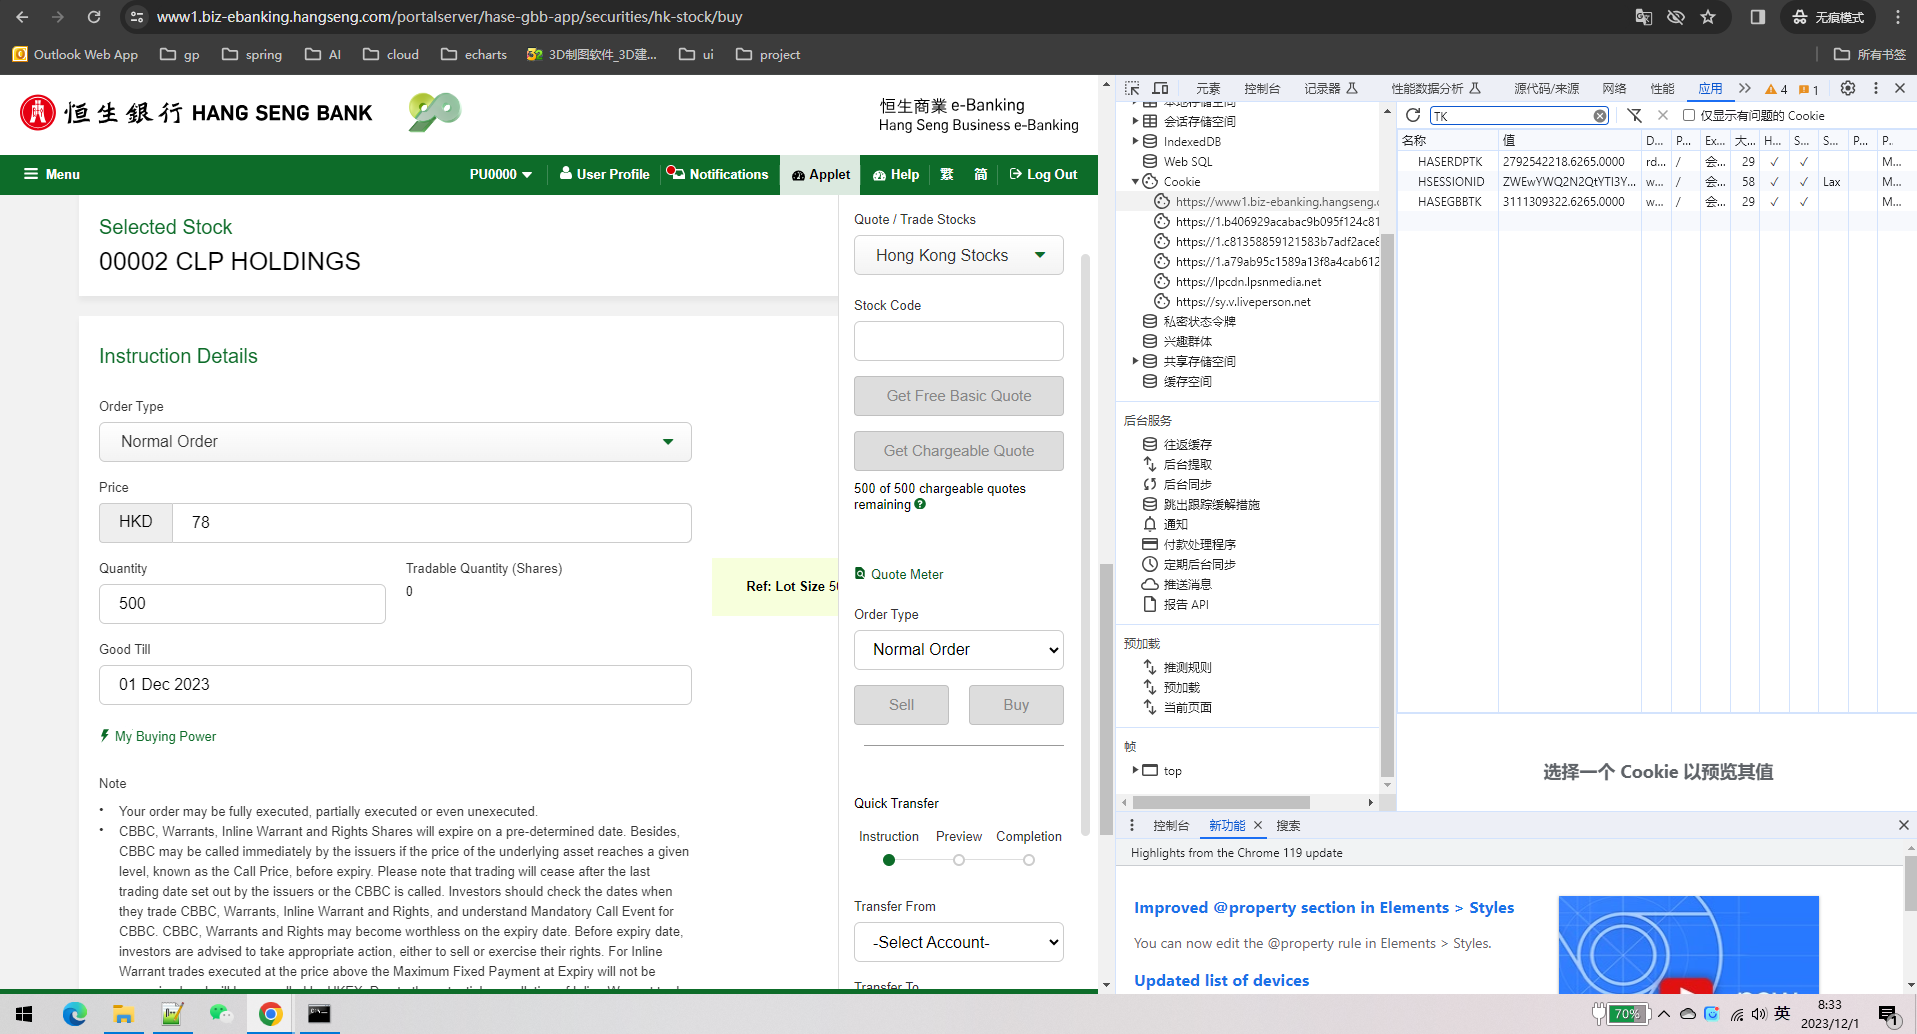 www1.biz-ebanking.hangseng.com/portalserver/hase-gbb-app/securities/hk-stock/buy
无痕模式
Outlook Web App
gp
spring
AI
cloud
echarts
3D制图软件_3D建...
ui
project
所有书签
恒生銀行 HANG SENG BANK
恒生商業 e-Banking
Hang Seng Business e-Banking
Menu
PU0000
User Profile
Notifications
Applet
Help
繁
简
Log Out
Selected Stock
00002 CLP HOLDINGS
Instruction Details
Order Type
Normal Order
Price
HKD
78
Quantity
Tradable Quantity (Shares)
500
0
Ref: Lot Size 50
Good Till
01 Dec 2023
My Buying Power
Note
• Your order may be fully executed, partially executed or even unexecuted.
• CBBC, Warrants, Inline Warrant and Rights Shares will expire on a pre-determined date. Besides,
CBBC may be called immediately by the issuers if the price of the underlying asset reaches a given
level, known as the Call Price, before expiry. Please note that trading will cease after the last
trading date set out by the issuers or the CBBC is called. Investors should check the dates when
they trade CBBC, Warrants, Inline Warrant and Rights, and understand Mandatory Call Event for
CBBC. CBBC, Warrants and Rights may become worthless on the expiry date. Before expiry date,
investors are advised to take appropriate action, either to sell or exercise their rights. For Inline
Warrant trades executed at the price above the Maximum Fixed Payment at Expiry will not be
Quote / Trade Stocks
Hong Kong Stocks
Stock Code
Get Free Basic Quote
Get Chargeable Quote
500 of 500 chargeable quotes
remaining
Quote Meter
Order Type
Normal Order
Sell
Buy
Quick Transfer
Instruction
Preview
Completion
Transfer From
-Select Account-
Transfer To
元素
控制台
记录器
性能数据分析
源代码/来源
网络
性能
应用
4
1
本地存储空间
会话存储空间
IndexedDB
Web SQL
Cookie
https://www1.biz-ebanking.hangseng.c
https://1.b406929acabac9b095f124c81
https://1.c81358859121583b7adf2ace8
https://1.a79ab95c1589a13f8a4cab612
https://lpcdn.lpsnmedia.net
https://sy.v.liveperson.net
私密状态令牌
兴趣群体
共享存储空间
缓存空间
后台服务
往返缓存
后台提取
后台同步
跳出跟踪缓解措施
通知
付款处理程序
定期后台同步
推送消息
报告 API
预加载
推测规则
预加载
当前页面
帧
top
TK
仅显示有问题的 Cookie
名称 值 D... P... Ex... 大... H... S... S... P... P.
HASERDPTK 2792542218.6265.0000 rd... / 会... 29 ✓ ✓ M...
HSESSIONID ZWEwYWQ2N2QtYTI3Y... w... / 会... 58 ✓ ✓ Lax M...
HASEGBBTK 3111309322.6265.0000 w... / 会... 29 ✓ ✓ M...
选择一个 Cookie 以预览其值
控制台
新功能
搜索
Highlights from the Chrome 119 update
Improved @property section in Elements > Styles
You can now edit the @property rule in Elements > Styles.
Updated list of devices
70%
英
8:33
2023/12/1
1